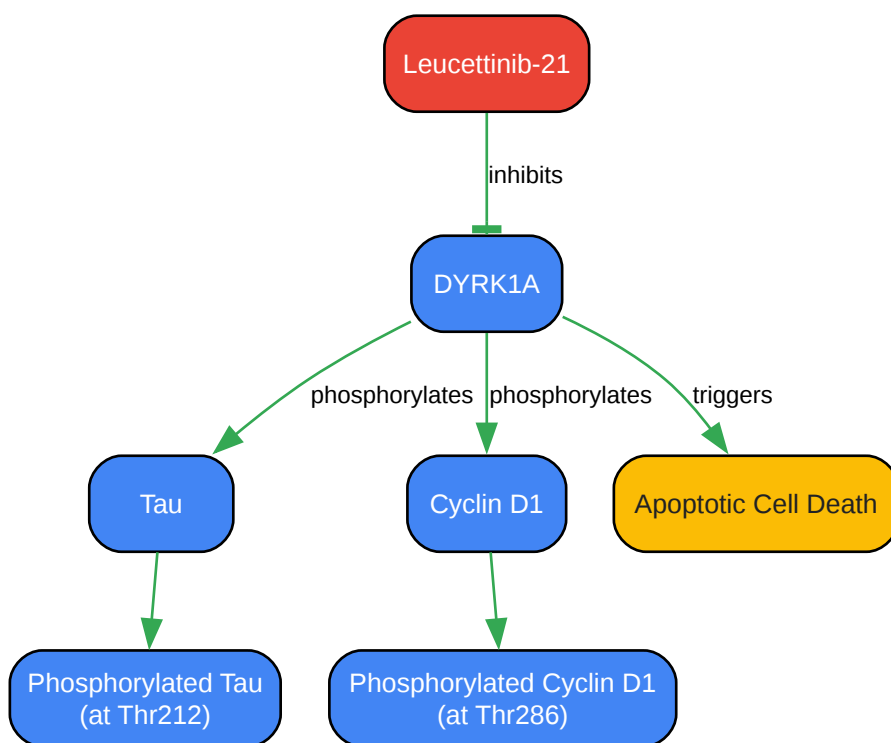 Leucettinib-21
inhibits
DYRK1A
phosphorylates
phosphorylates
triggers
Tau
Cyclin D1
Apoptotic Cell Death
Phosphorylated Tau
(at Thr212)
Phosphorylated Cyclin D1
(at Thr286)